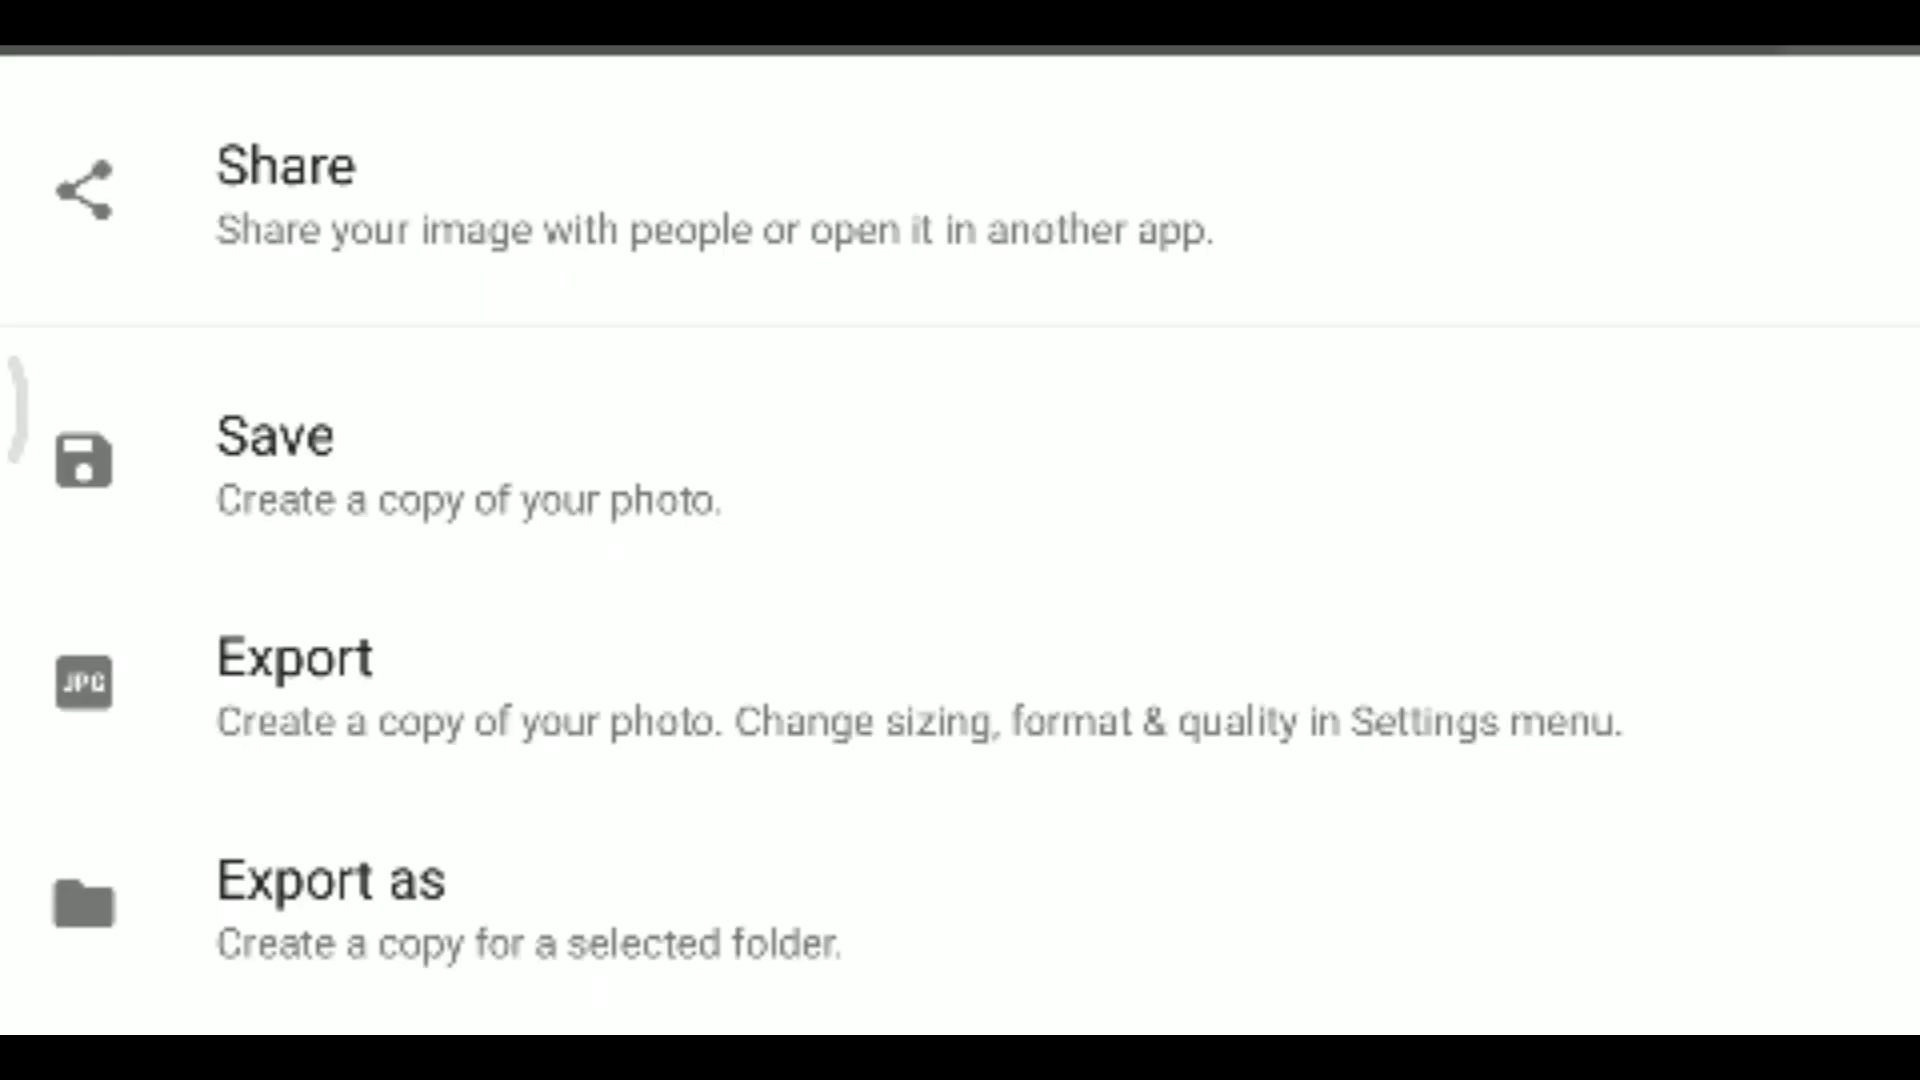 Share
Share your image with people or open it in another app.
Save
Create a copy of your photo.
JPG
Export
Create a copy of your photo. Change sizing, format & quality in Settings menu.
Export as
Create a copy for a selected folder.